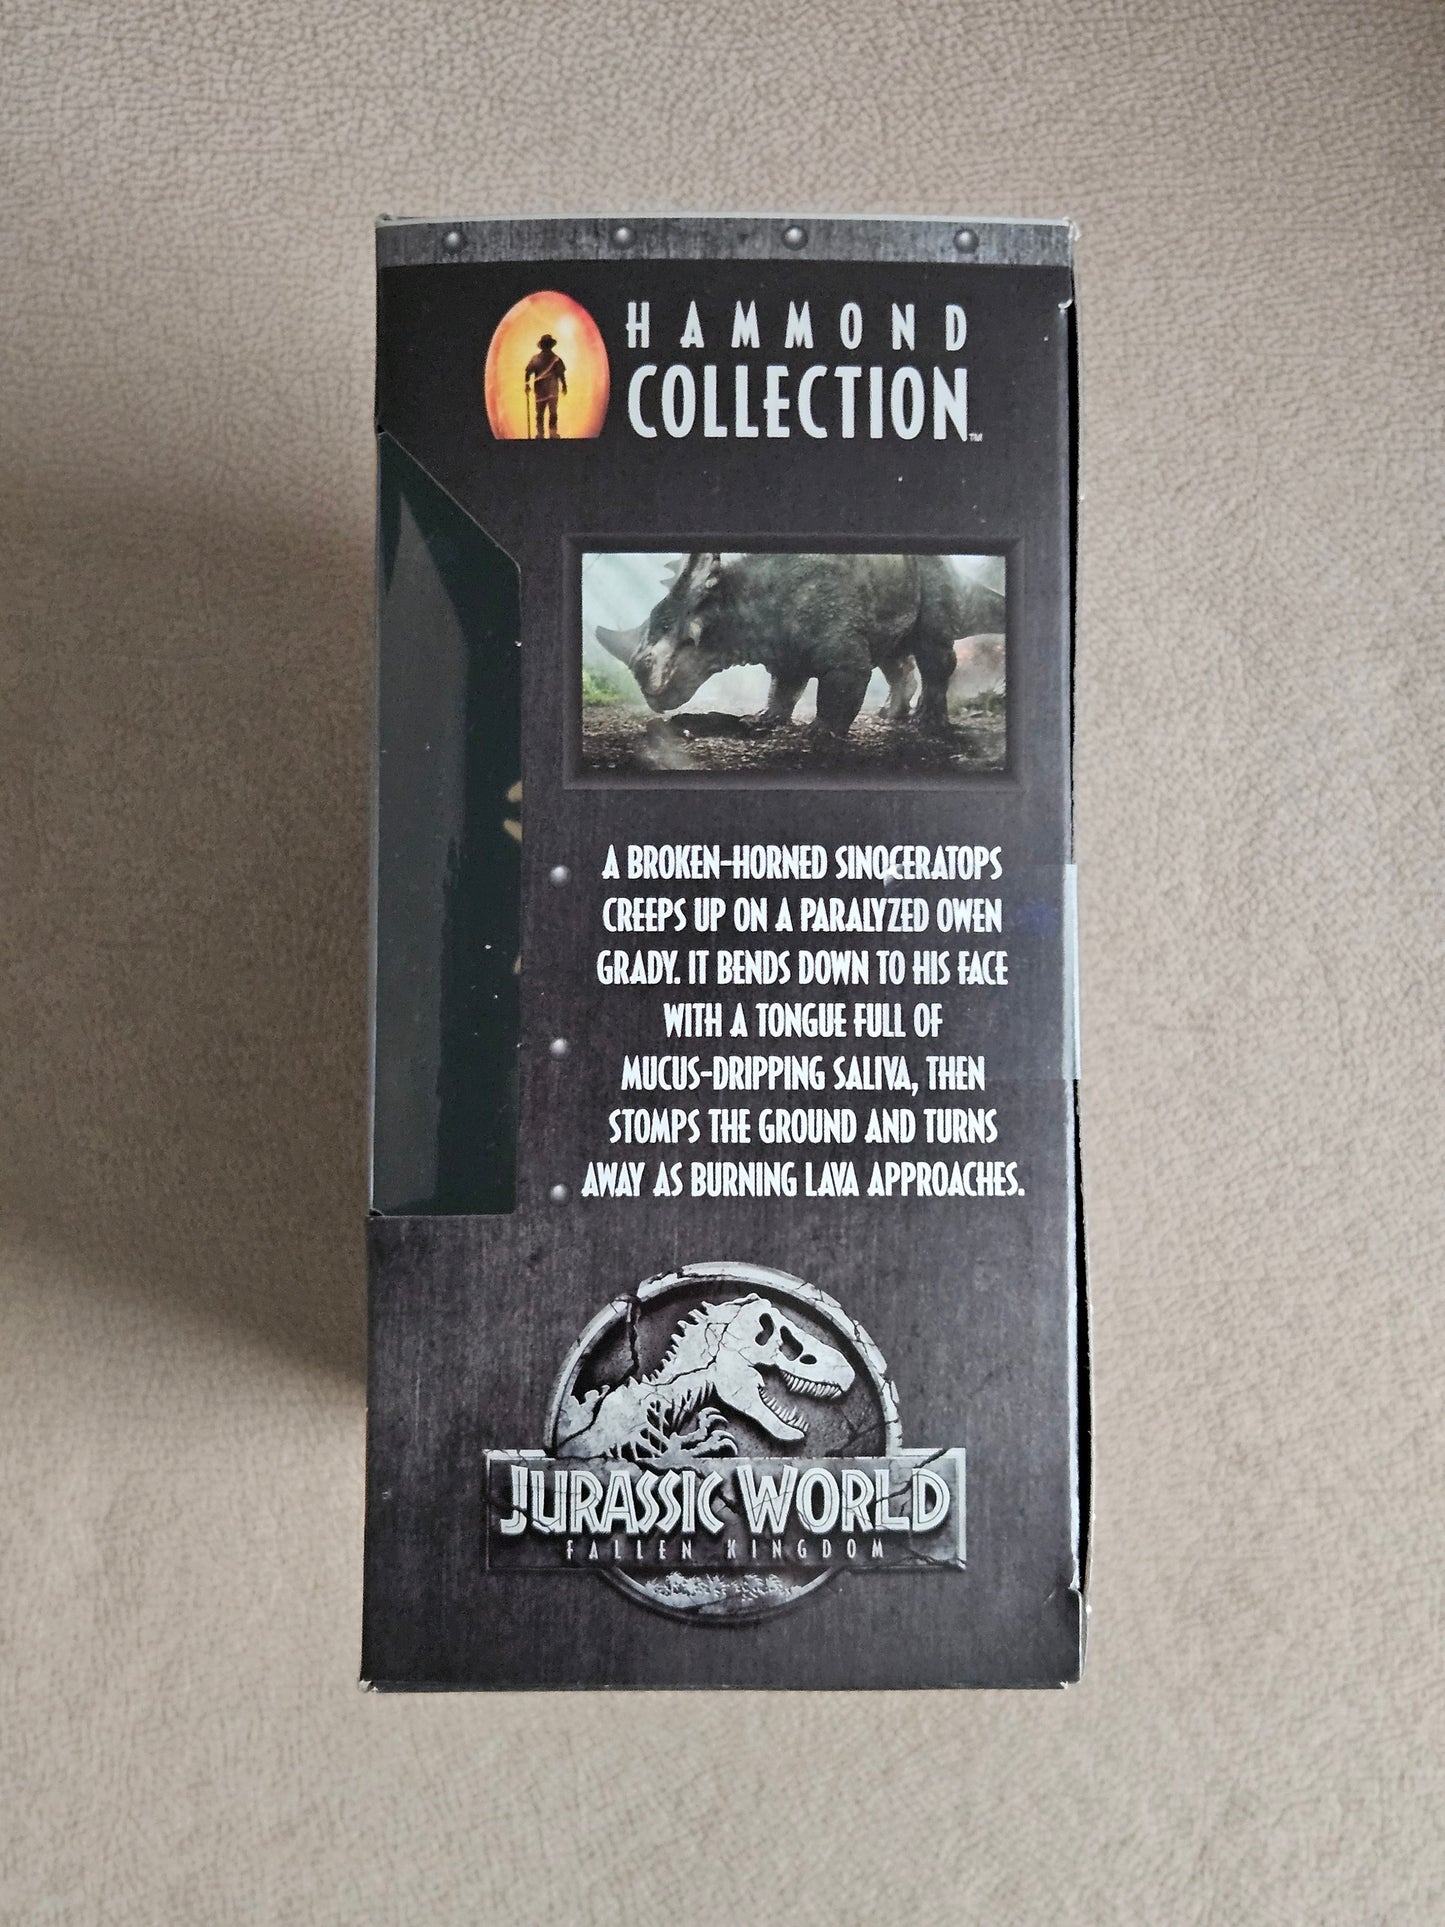 HAMMOND
COLLECTION™
A BROKEN-HORNED SINOCERATOPS
CREEPS UP ON A PARALYZED OWEN
GRADY. IT BENDS DOWN TO HIS FACE
WITH A TONGUE FULL OF
MUCUS-DRIPPING SALIVA, THEN
STOMPS THE GROUND AND TURNS
AWAY AS BURNING LAVA APPROACHES.
JURASSIC WORLD
FALLEN KINGDOM